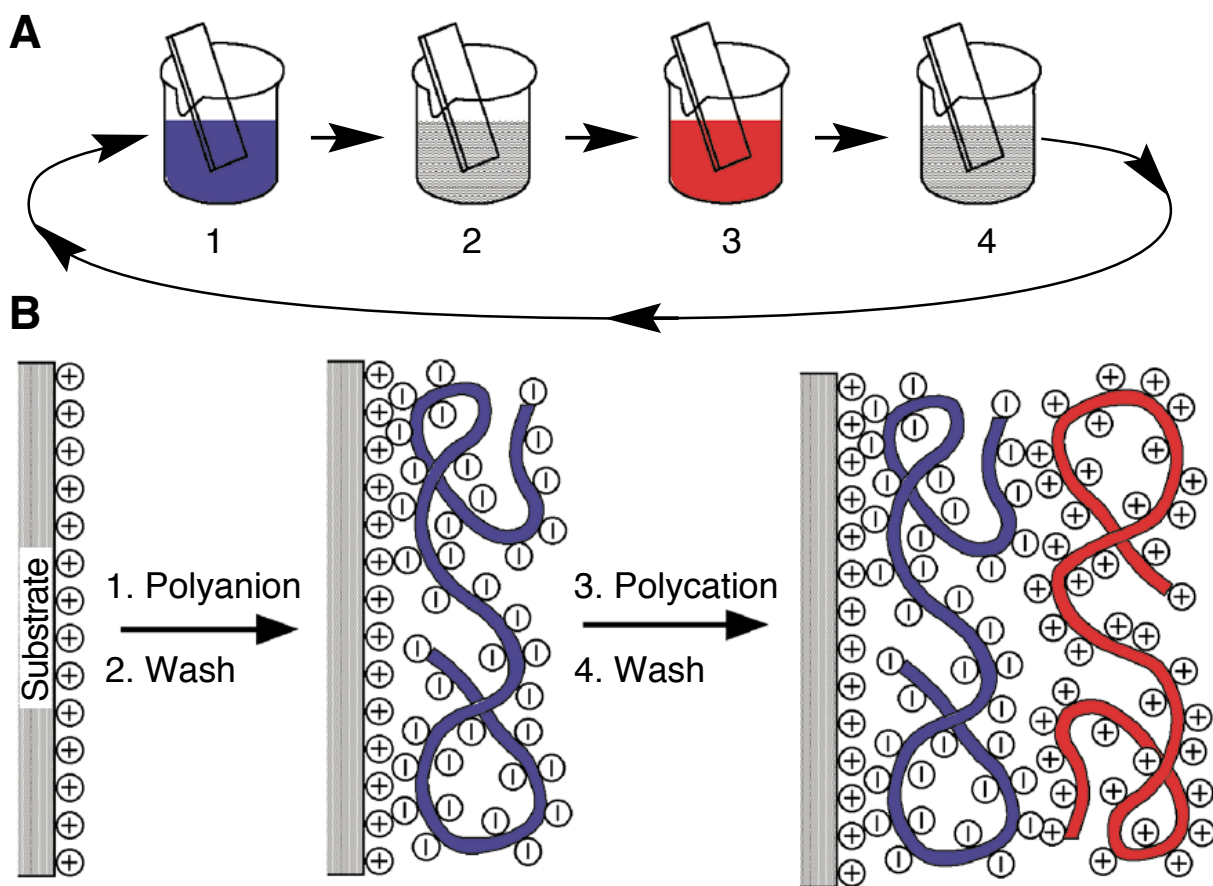 A
1 2 3 4
B
Substrate
1. Polyanion
2. Wash
3. Polycation
4. Wash